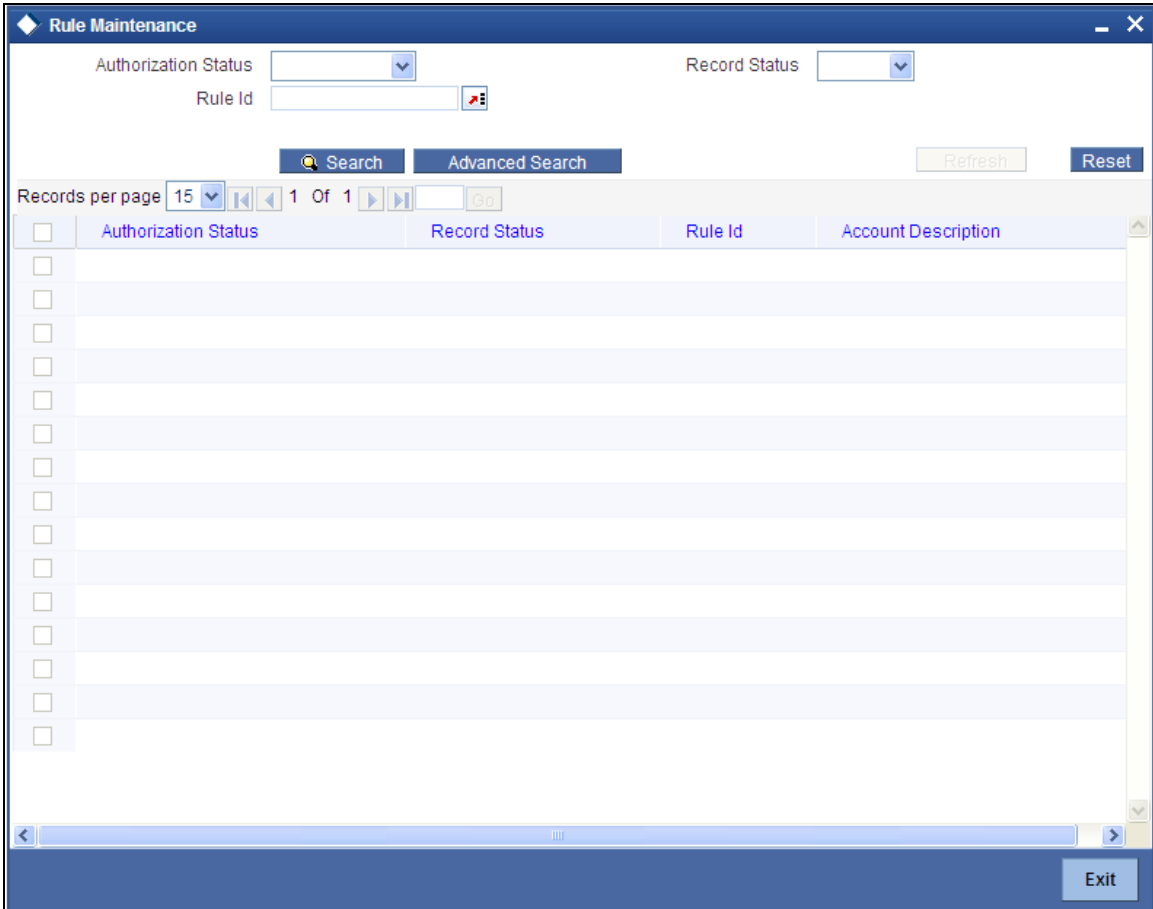 Rule Maintenance
Authorization Status Record Status
Rule Id
Search Advanced Search Refresh Reset
Records per page 15 1 Of 1 Go
Authorization Status Record Status Rule Id Account Description
Exit